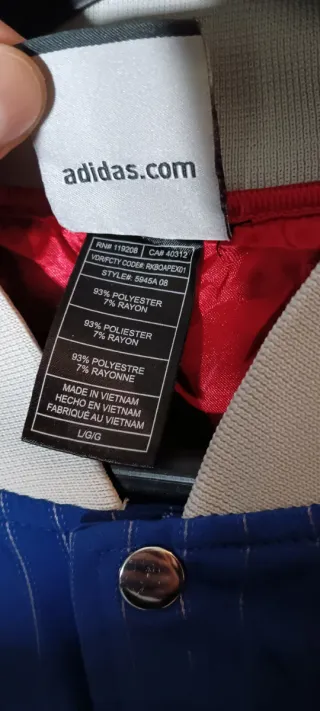 adidas.com
RN# 119208 CA# 40312
VDR/FCTY CODE#: RKBOAPEX01
STYLE#: 5945A 08
93% POLYESTER
7% RAYON
93% POLIESTER
7% RAYON
93% POLYESTRE
7% RAYONNE
MADE IN VIETNAM
HECHO EN VIETNAM
FABRIQUÉ AU VIETNAM
L/G/G